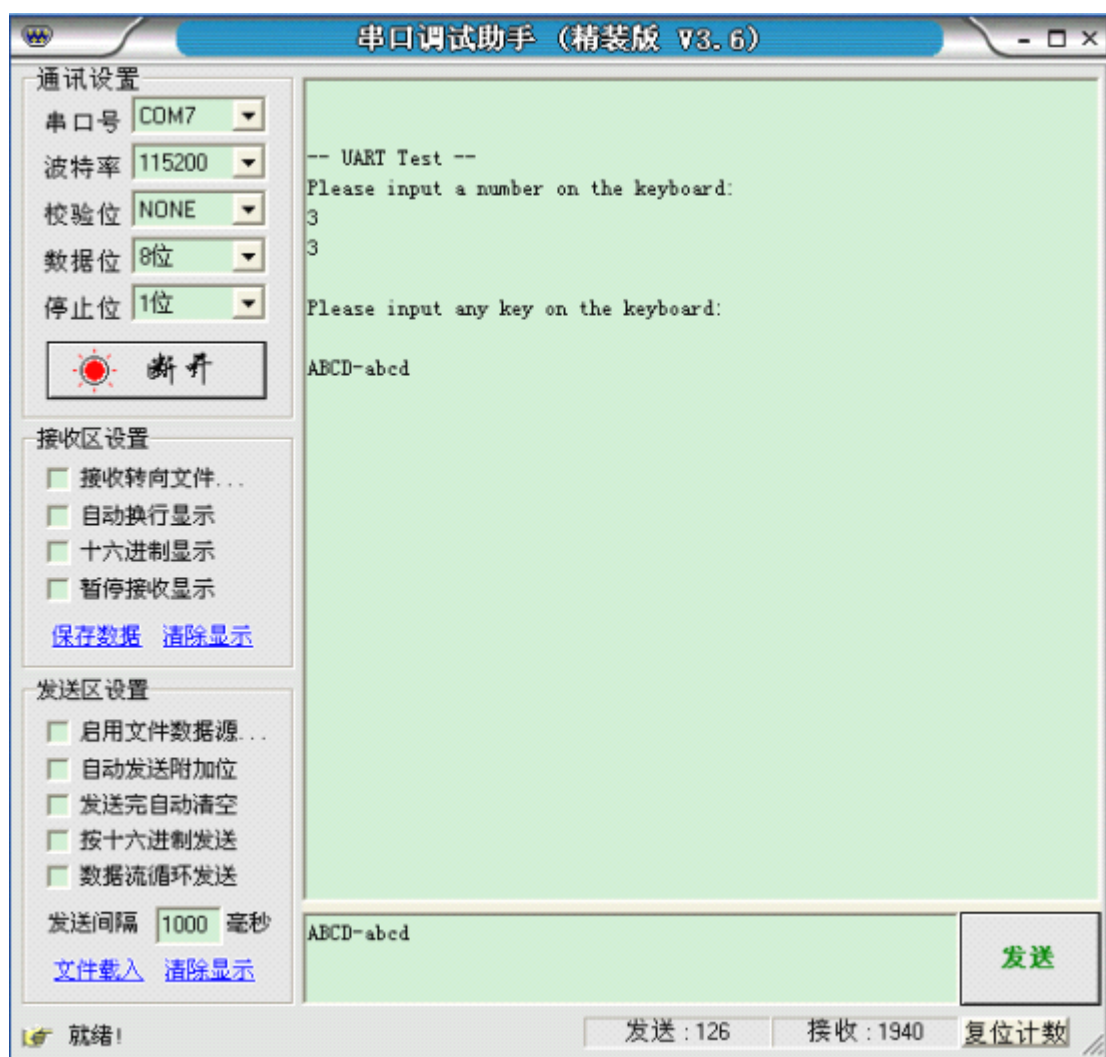 串口调试助手 (精装版 V3.6)
通讯设置
串口号 COM7
波特率 115200
校验位 NONE
数据位 8位
停止位 1位
断开
接收区设置
接收转向文件...
自动换行显示
十六进制显示
暂停接收显示
保存数据 清除显示
发送区设置
启用文件数据源...
自动发送附加位
发送完自动清空
按十六进制发送
数据流循环发送
发送间隔 1000 毫秒
文件载入 清除显示
-- UART Test --
Please input a number on the keyboard:
3
3
Please input any key on the keyboard:
ABCD-abcd
ABCD-abcd
发送
就绪!
发送:126
接收:1940
复位计数